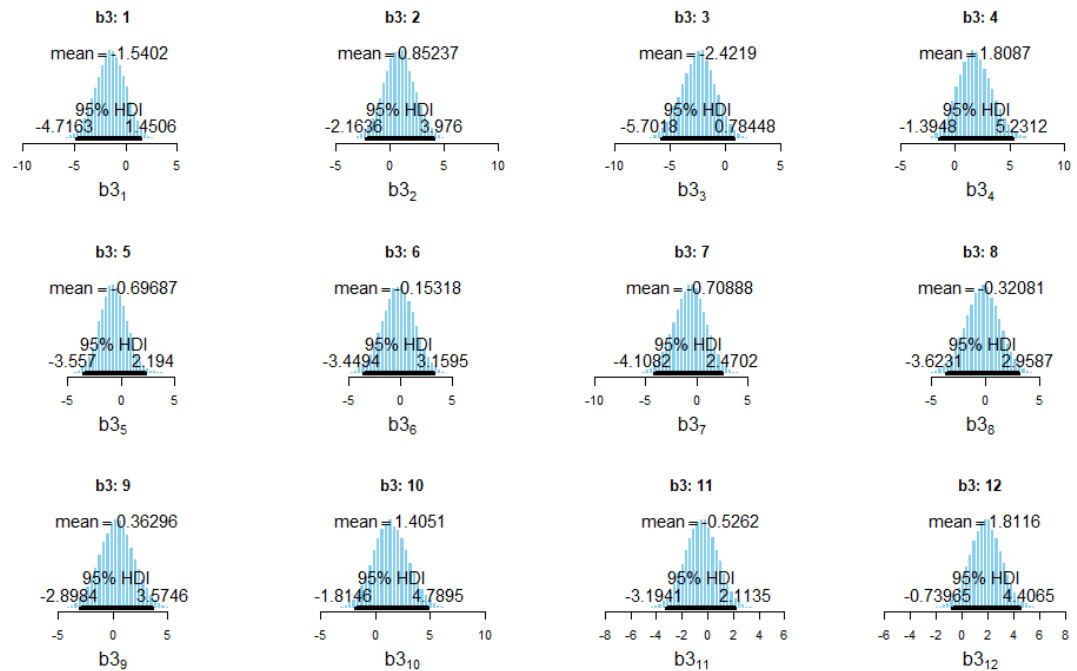 b3: 1
mean = -1.5402
95% HDI
-4.7163 1.4506
-10 -5 0 5
b3₁
b3: 2
mean = 0.85237
95% HDI
-2.1636 3.976
-5 0 5 10
b3₂
b3: 3
mean = -2.4219
95% HDI
-5.7018 0.78448
-10 -5 0 5
b3₃
b3: 4
mean = 1.8087
95% HDI
-1.3948 5.2312
-5 0 5 10
b3₄
b3: 5
mean = -0.69687
95% HDI
-3.557 2.194
-5 0 5
b3₅
b3: 6
mean = -0.15318
95% HDI
-3.4494 3.1595
-5 0 5
b3₆
b3: 7
mean = -0.70888
95% HDI
-4.1082 2.4702
-10 -5 0 5
b3₇
b3: 8
mean = -0.32081
95% HDI
-3.6231 2.9587
-5 0 5
b3₈
b3: 9
mean = 0.36296
95% HDI
-2.8984 3.5746
-5 0 5
b3₉
b3: 10
mean = 1.4051
95% HDI
-1.8146 4.7895
-5 0 5 10
b3₁₀
b3: 11
mean = -0.5262
95% HDI
-3.1941 2.1135
-8 -6 -4 -2 0 2 4 6
b3₁₁
b3: 12
mean = 1.8116
95% HDI
-0.73965 4.4065
-6 -4 -2 0 2 4 6 8
b3₁₂